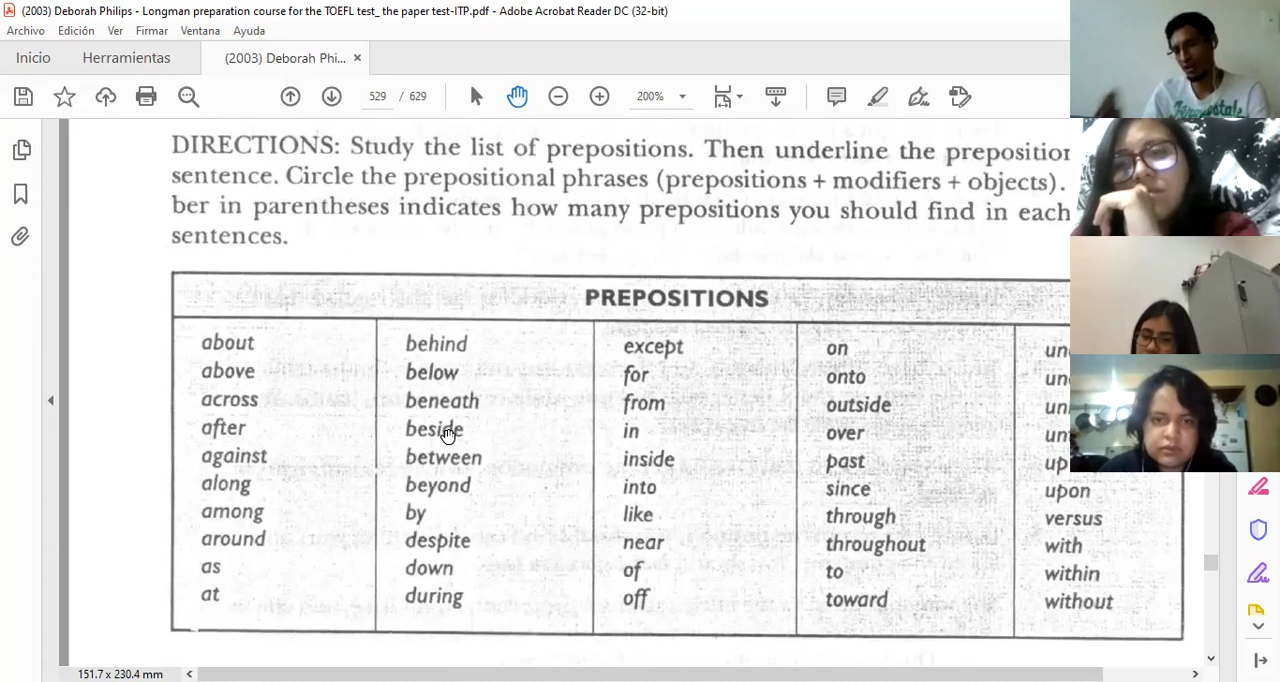 (2003) Deborah Philips - Longman preparation course for the TOEFL test_ the paper test-ITP.pdf - Adobe Acrobat Reader DC (32-bit)
Archivo Edición Ver Firmar Ventana Ayuda
Inicio Herramientas (2003) Deborah Phi... ×
529 / 629 200%
DIRECTIONS: Study the list of prepositions. Then underline the preposition
sentence. Circle the prepositional phrases (prepositions + modifiers + objects).
ber in parentheses indicates how many prepositions you should find in each
sentences.
PREPOSITIONS
about behind except on un
above below for onto un
across beneath from outside un
after beside in over un
against between inside past up
along beyond into since upon
among by like through versus
around despite near throughout with
as down of to within
at during off toward without
151.7 x 230.4 mm